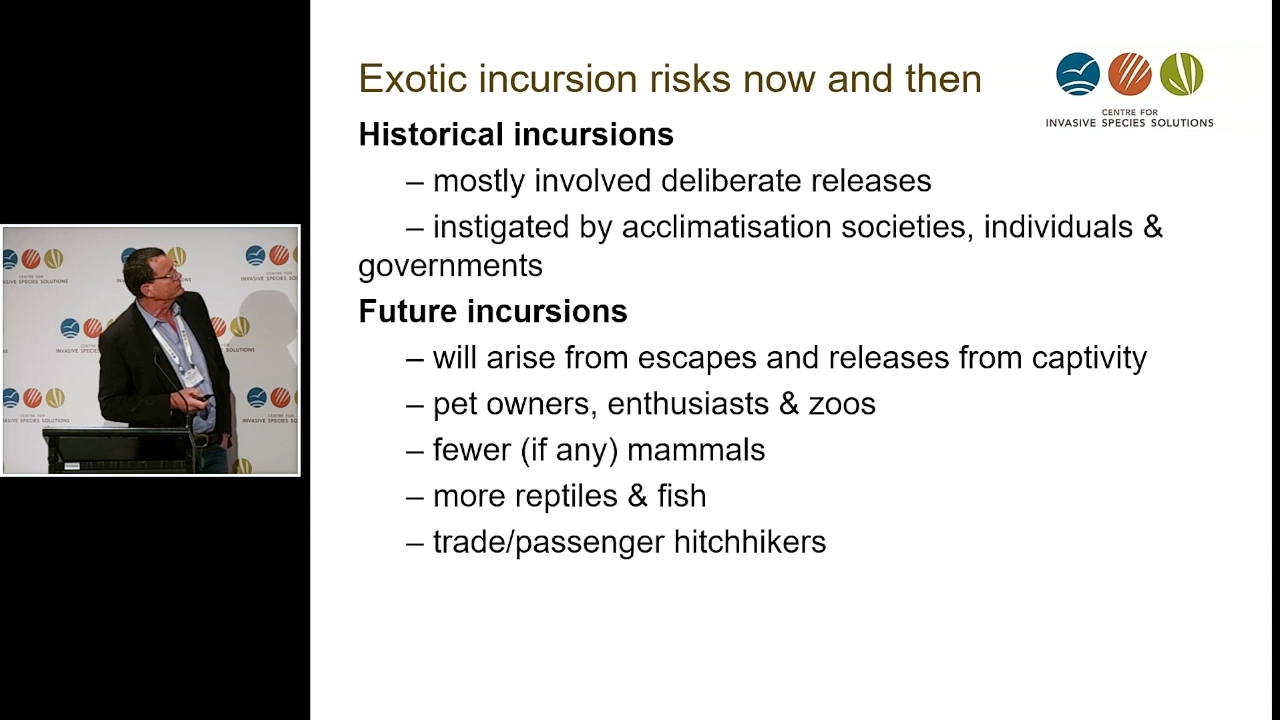 Exotic incursion risks now and then
CENTRE FOR
INVASIVE SPECIES SOLUTIONS
Historical incursions
– mostly involved deliberate releases
– instigated by acclimatisation societies, individuals &
governments
Future incursions
– will arise from escapes and releases from captivity
– pet owners, enthusiasts & zoos
– fewer (if any) mammals
– more reptiles & fish
– trade/passenger hitchhikers